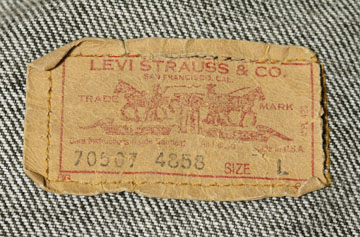 LEVI STRAUSS & CO.
SAN FRANCISCO, CAL.
TRADE MARK
70507 4858 SIZE L